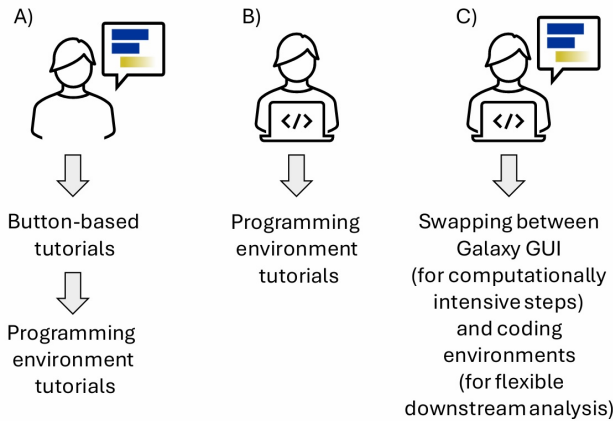 A)
Button-based
tutorials
Programming
environment
tutorials
B)
</>
Programming
environment
tutorials
C)
</>
Swapping between
Galaxy GUI
(for computationally
intensive steps)
and coding
environments
(for flexible
downstream analysis)